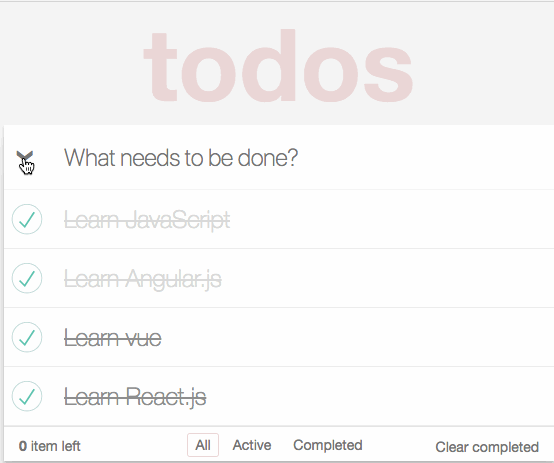 todos
What needs to be done?
Learn JavaScript
Learn Angular.js
Learn vue
Learn React.js
0 item left All Active Completed Clear completed